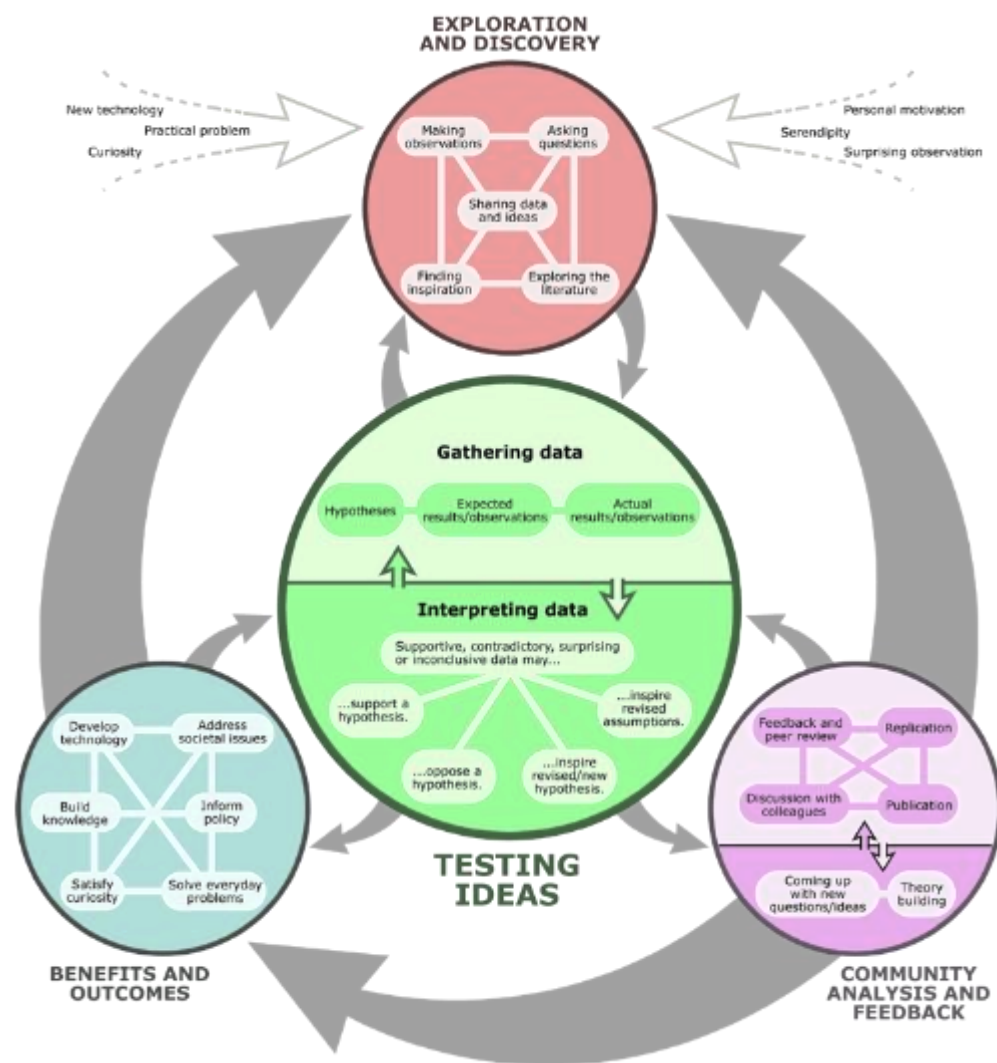 EXPLORATION
AND DISCOVERY
New technology
Practical problem
Curiosity
Personal motivation
Serendipity
Surprising observation
Making
observations
Asking
questions
Sharing data
and ideas
Finding
inspiration
Exploring the
literature
Gathering data
Hypotheses
Expected
results/observations
Actual
results/observations
Interpreting data
Supportive, contradictory, surprising
or inconclusive data may...
...support a
hypothesis.
...oppose a
hypothesis.
...inspire
revised/new
hypothesis.
...inspire
revised
assumptions.
TESTING
IDEAS
Develop
technology
Address
societal issues
Build
knowledge
Inform
policy
Satisfy
curiosity
Solve everyday
problems
BENEFITS AND
OUTCOMES
Feedback and
peer review
Replication
Discussion with
colleagues
Publication
Coming up
with new
questions/ideas
Theory
building
COMMUNITY
ANALYSIS AND
FEEDBACK